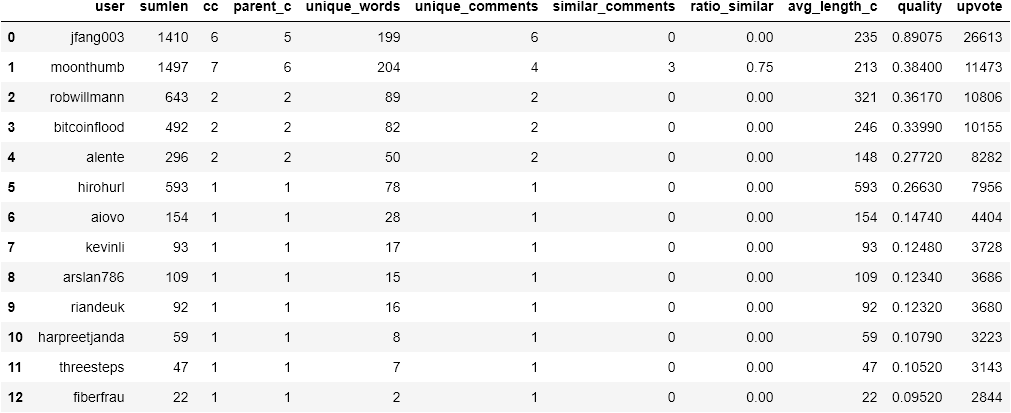 user sumlen cc parent_c unique_words unique_comments similar_comments ratio_similar avg_length_c quality upvote
0 jfang003 1410 6 5 199 6 0 0.00 235 0.89075 26613
1 moonthumb 1497 7 6 204 4 3 0.75 213 0.38400 11473
2 robwillmann 643 2 2 89 2 0 0.00 321 0.36170 10806
3 bitcoinflood 492 2 2 82 2 0 0.00 246 0.33990 10155
4 alente 296 2 2 50 2 0 0.00 148 0.27720 8282
5 hirohurl 593 1 1 78 1 0 0.00 593 0.26630 7956
6 aiovo 154 1 1 28 1 0 0.00 154 0.14740 4404
7 kevinli 93 1 1 17 1 0 0.00 93 0.12480 3728
8 arslan786 109 1 1 15 1 0 0.00 109 0.12340 3686
9 riandeuk 92 1 1 16 1 0 0.00 92 0.12320 3680
10 harpreetjanda 59 1 1 8 1 0 0.00 59 0.10790 3223
11 threesteps 47 1 1 7 1 0 0.00 47 0.10520 3143
12 fiberfrau 22 1 1 2 1 0 0.00 22 0.09520 2844